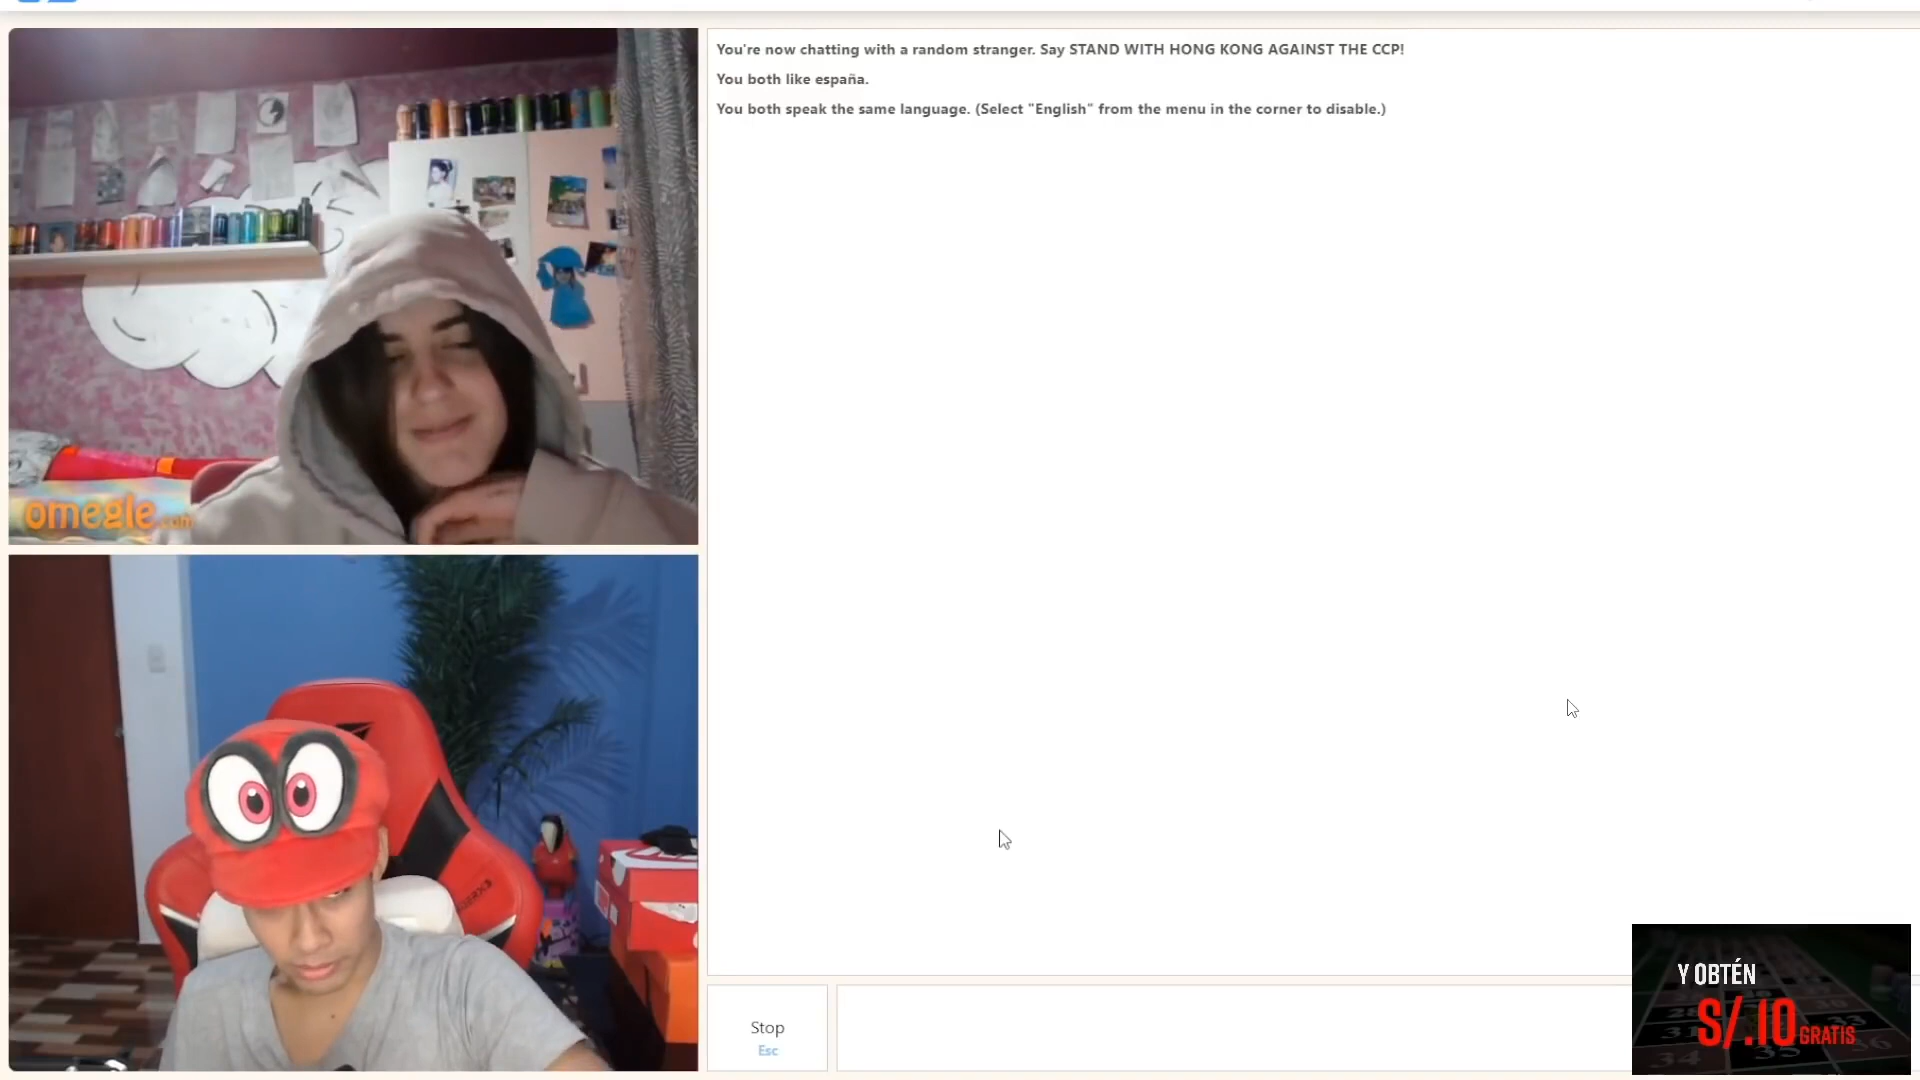 You're now chatting with a random stranger. Say STAND WITH HONG KONG AGAINST THE CCP!
You both like españa.
You both speak the same language. (Select "English" from the menu in the corner to disable.)
omegle.com
Stop
Esc
Y OBTÉN
S/.10 GRATIS